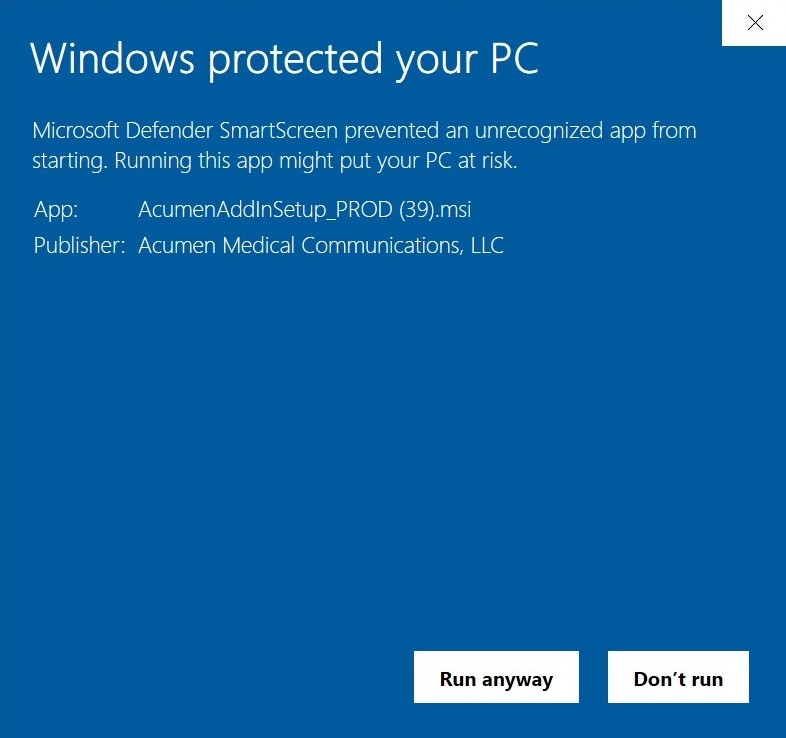 Windows protected your PC
Microsoft Defender SmartScreen prevented an unrecognized app from
starting. Running this app might put your PC at risk.
App: AcumenAddInSetup_PROD (39).msi
Publisher: Acumen Medical Communications, LLC
Run anyway Don’t run